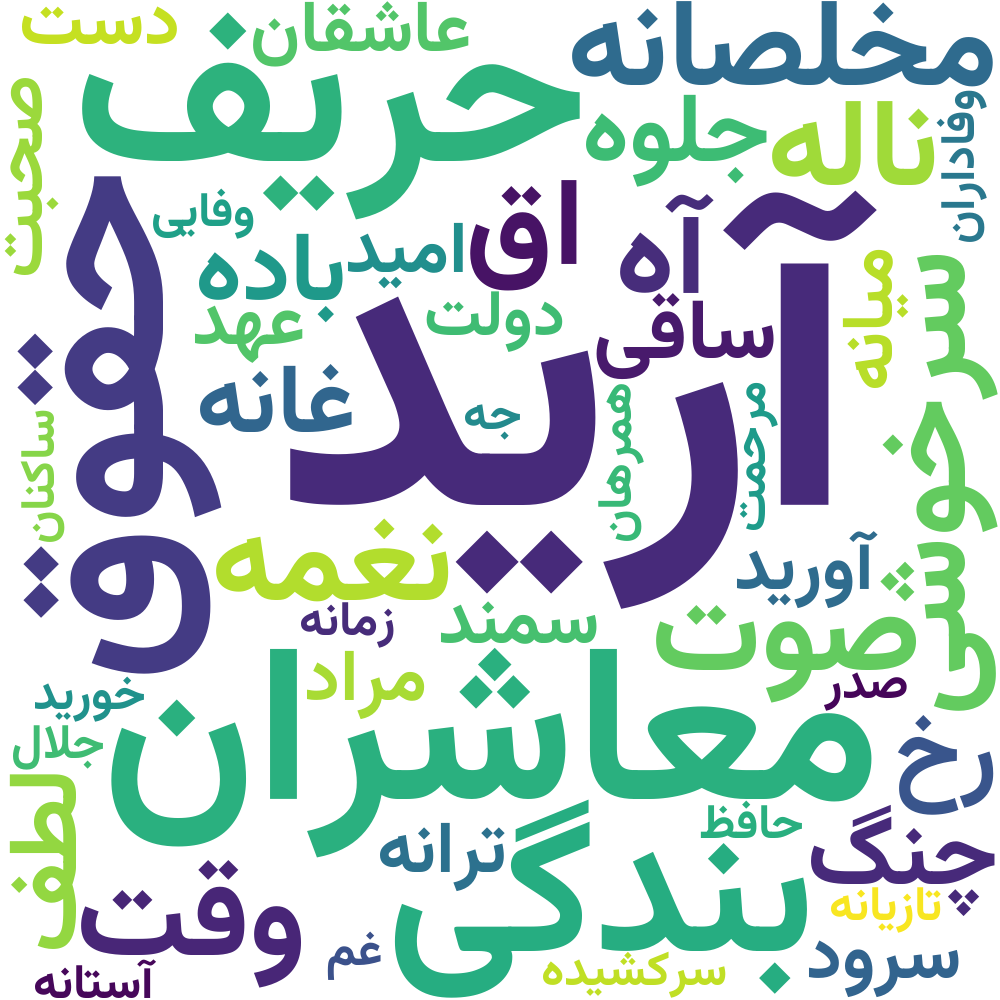 دست
عاشقان
مخلصانه
حریف
صحبت
جلوه
ناله
وفاداران
وفایی
اق
آه
باده
امید
حقوق
آرید
میانه
سرخوشی
عهد
دولت
ساقی
غانه
جه
همرهان
مرحمت
ساکنان
نغمه
آورید
زمانه
سمند
صوت
معاشران
مراد
صدر
خورید
جلال
رخ
لطف
ترانه
حافظ
چنگ
بندگی
وقت
تازیانه
غم
سرکشیده
سرود
آستانه